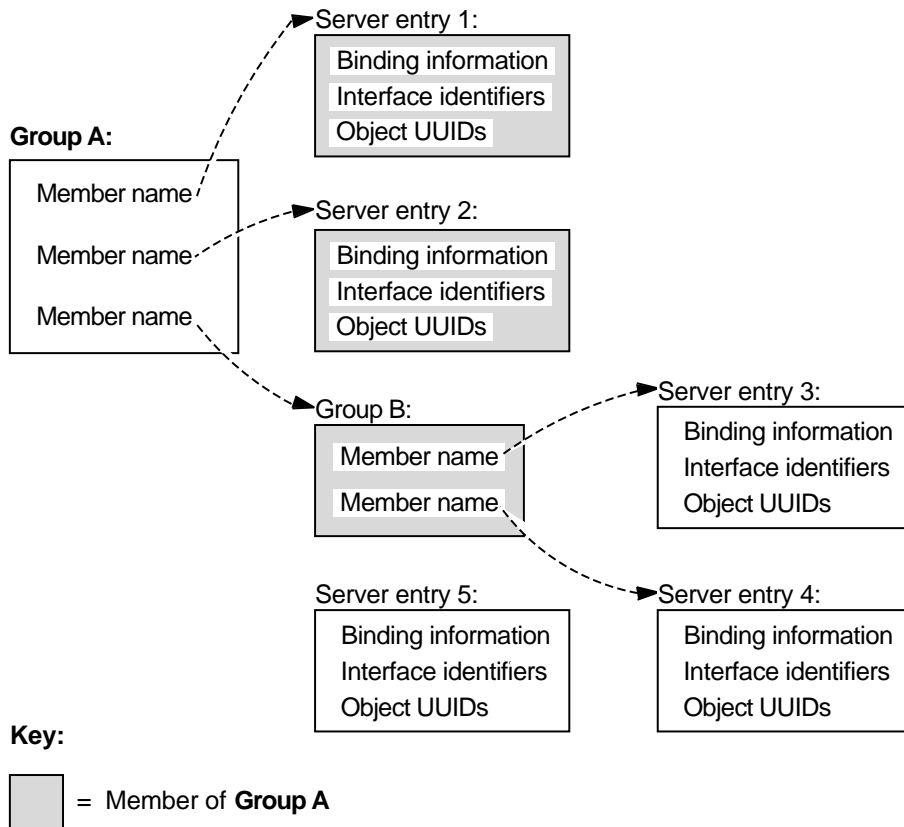 Server entry 1:
Binding information
Interface identifiers
Object UUIDs
Group A:
Member name
Member name
Member name
Server entry 2:
Binding information
Interface identifiers
Object UUIDs
Group B:
Member name
Member name
Server entry 3:
Binding information
Interface identifiers
Object UUIDs
Server entry 5:
Binding information
Interface identifiers
Object UUIDs
Server entry 4:
Binding information
Interface identifiers
Object UUIDs
Key:
= Member of Group A